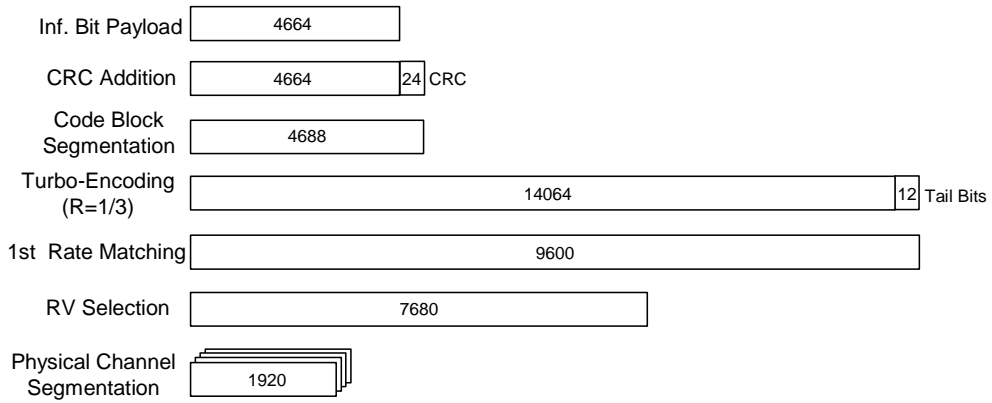 Inf. Bit Payload 4664
CRC Addition 4664 24 CRC
Code Block
Segmentation 4688
Turbo-Encoding
(R=1/3) 14064 12 Tail Bits
1st Rate Matching 9600
RV Selection 7680
Physical Channel
Segmentation 1920